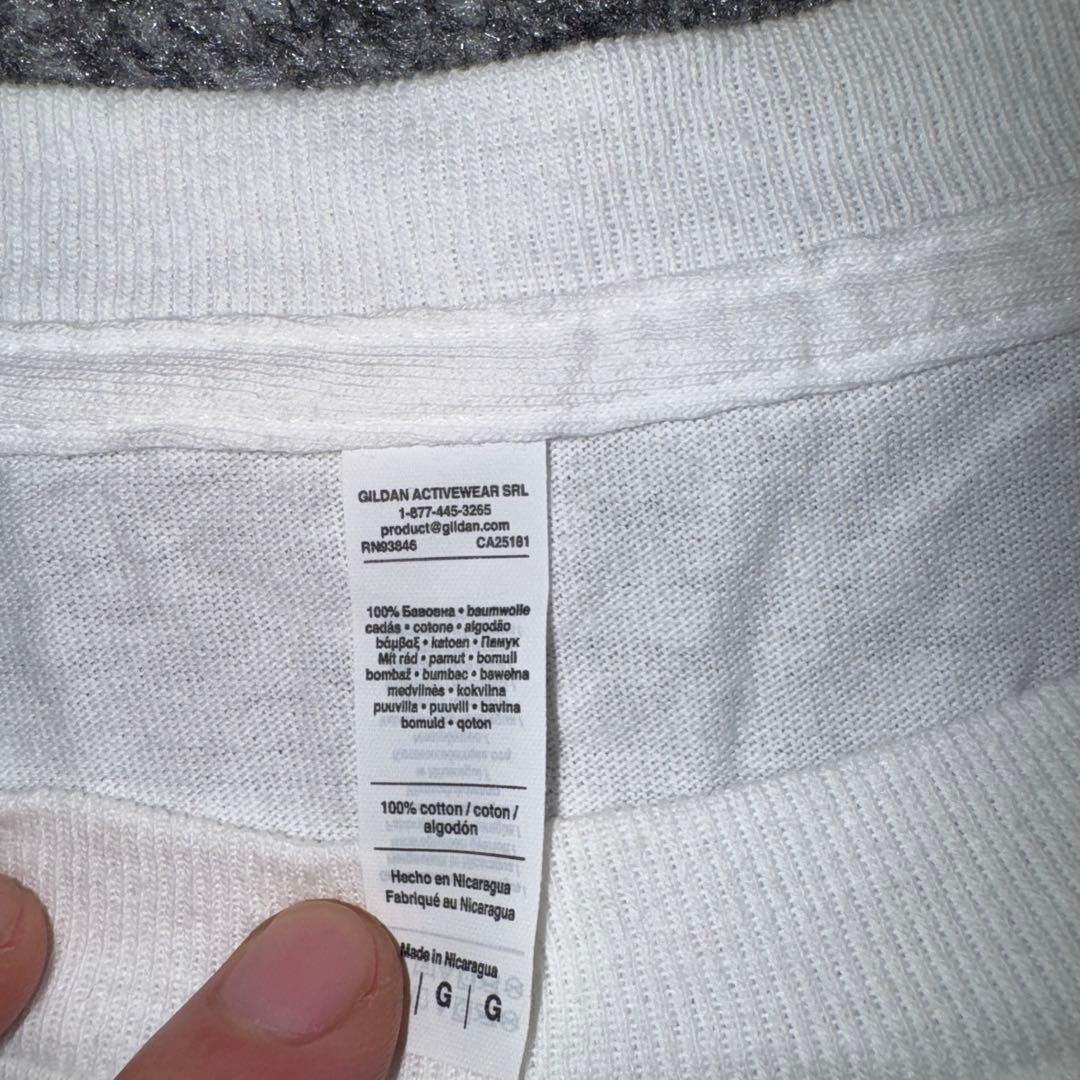 GILDAN ACTIVEWEAR SRL
1-877-445-3265
product@gildan.com
RN93846 CA25181
100% Бавовна • baumwolle
cadás • cotone • algodão
bάμβαξ • katoen • Памук
Mít rád • pamut • bomull
bombaž • bumbac • bawełna
medvilnės • kokvilna
puuvilla • puuvill • bavlna
bomuld • qoton
100% cotton / coton /
algodón
Hecho en Nicaragua
Fabriqué au Nicaragua
Made in Nicaragua
| G | G